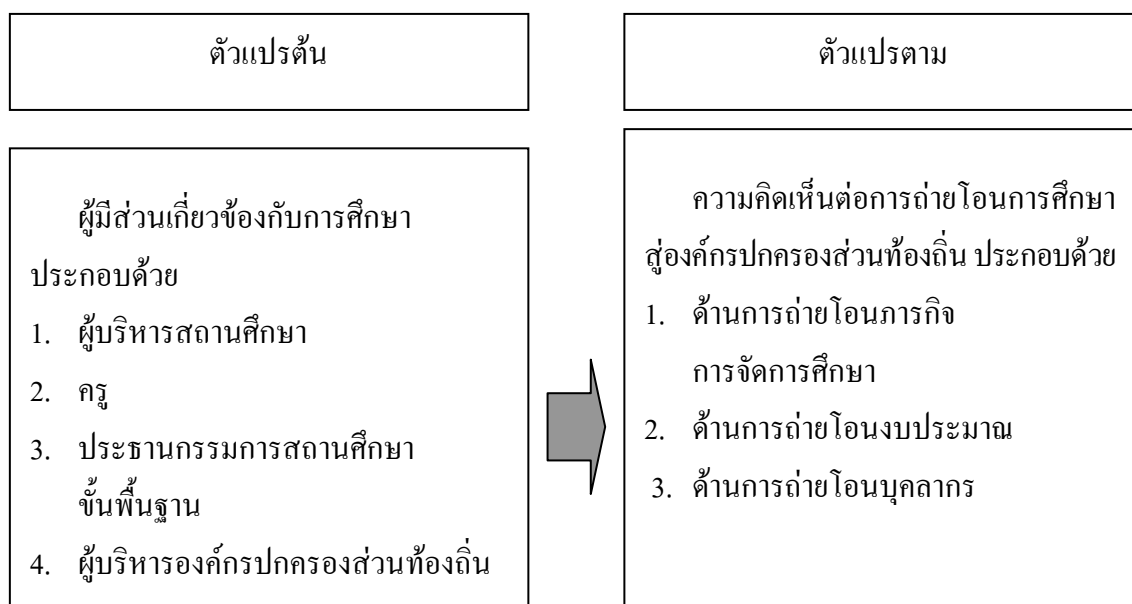 ตัวแปรต้น
ตัวแปรตาม
ผู้มีส่วนเกี่ยวข้องกับการศึกษา
ประกอบด้วย
1. ผู้บริหารสถานศึกษา
2. ครู
3. ประธานกรรมการสถานศึกษา
ขั้นพื้นฐาน
4. ผู้บริหารองค์กรปกครองส่วนท้องถิ่น
ความคิดเห็นต่อการถ่ายโอนการศึกษา
สู่องค์กรปกครองส่วนท้องถิ่น ประกอบด้วย
1. ด้านการถ่ายโอนภารกิจ
การจัดการศึกษา
2. ด้านการถ่ายโอนงบประมาณ
3. ด้านการถ่ายโอนบุคลากร